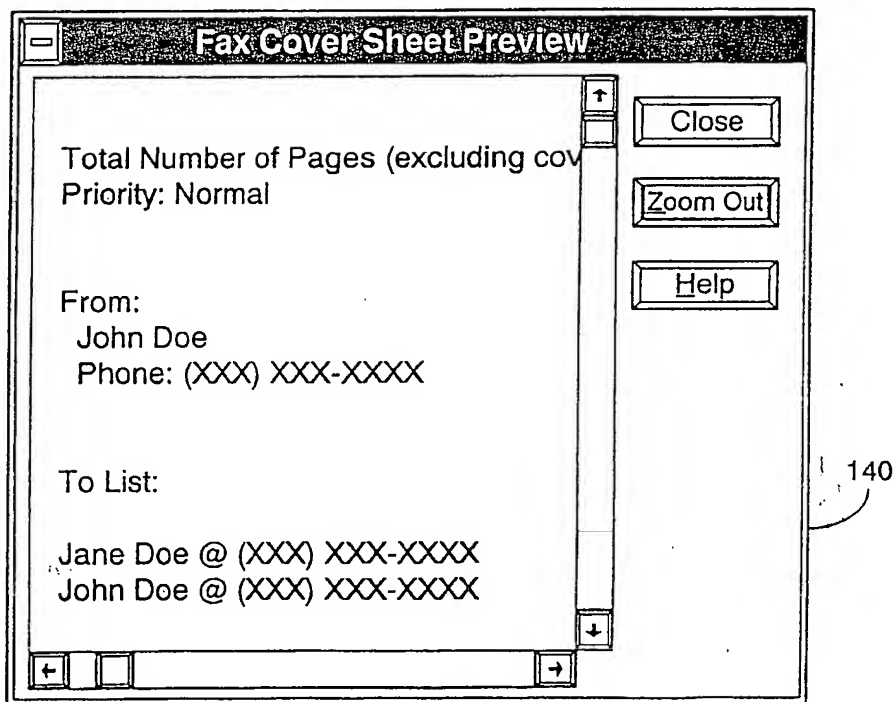 Fax Cover Sheet Preview
Total Number of Pages (excluding cov
Priority: Normal
From:
John Doe
Phone: (XXX) XXX-XXXX
To List:
Jane Doe @ (XXX) XXX-XXXX
John Doe @ (XXX) XXX-XXXX
Close
Zoom Out
Help
140